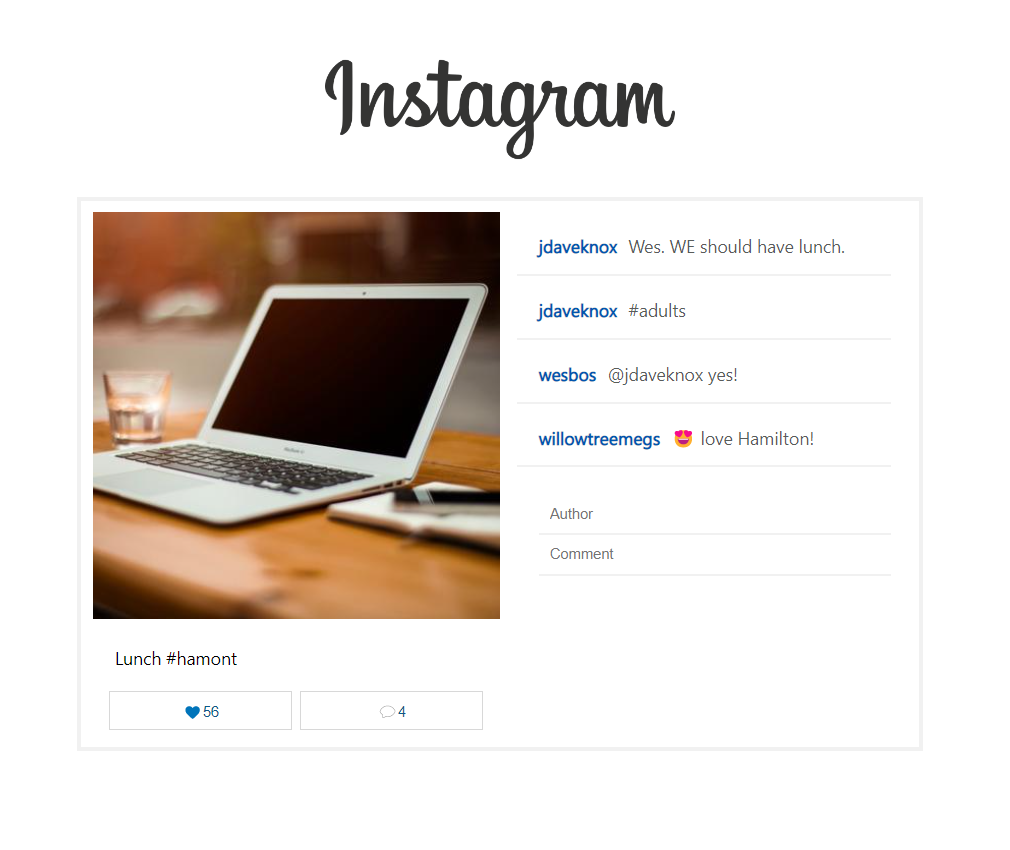 Instagram
jdaveknox Wes. WE should have lunch.
jdaveknox #adults
wesbos @jdaveknox yes!
willowtreemegs 😍 love Hamilton!
Author
Comment
Lunch #hamont
56
4